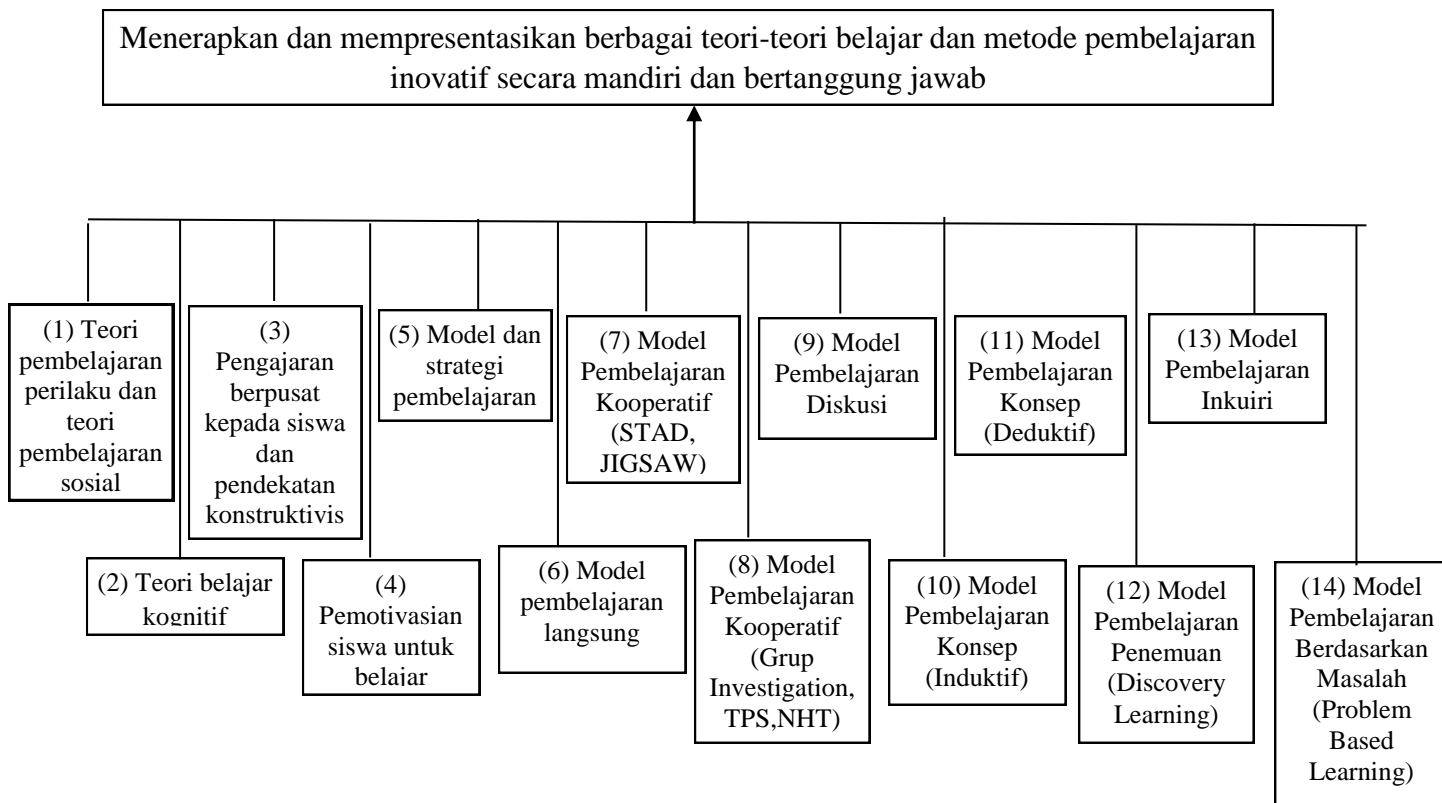 Menerapkan dan mempresentasikan berbagai teori-teori belajar dan metode pembelajaran
inovatif secara mandiri dan bertanggung jawab
(1) Teori
pembelajaran
perilaku dan
teori
pembelajaran
sosial
(2) Teori belajar
kognitif
(3)
Pengajaran
berpusat
kepada siswa
dan
pendekatan
konstruktivis
(4)
Pemotivasian
siswa untuk
belajar
(5) Model dan
strategi
pembelajaran
(6) Model
pembelajaran
langsung
(7) Model
Pembelajaran
Kooperatif
(STAD,
JIGSAW)
(8) Model
Pembelajaran
Kooperatif
(Grup
Investigation,
TPS,NHT)
(9) Model
Pembelajaran
Diskusi
(10) Model
Pembelajaran
Konsep
(Induktif)
(11) Model
Pembelajaran
Konsep
(Deduktif)
(12) Model
Pembelajaran
Penemuan
(Discovery
Learning)
(13) Model
Pembelajaran
Inkuiri
(14) Model
Pembelajaran
Berdasarkan
Masalah
(Problem
Based
Learning)